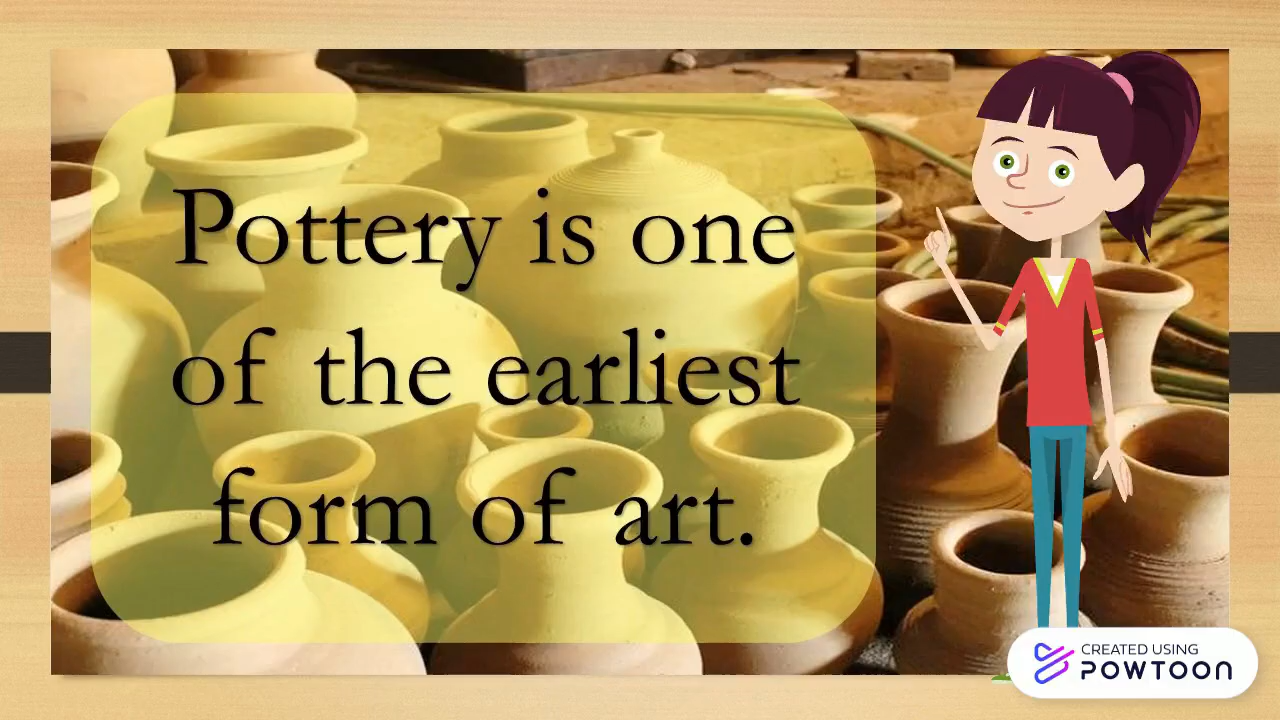 Pottery is one
of the earliest
form of art.
CREATED USING
POWTOON